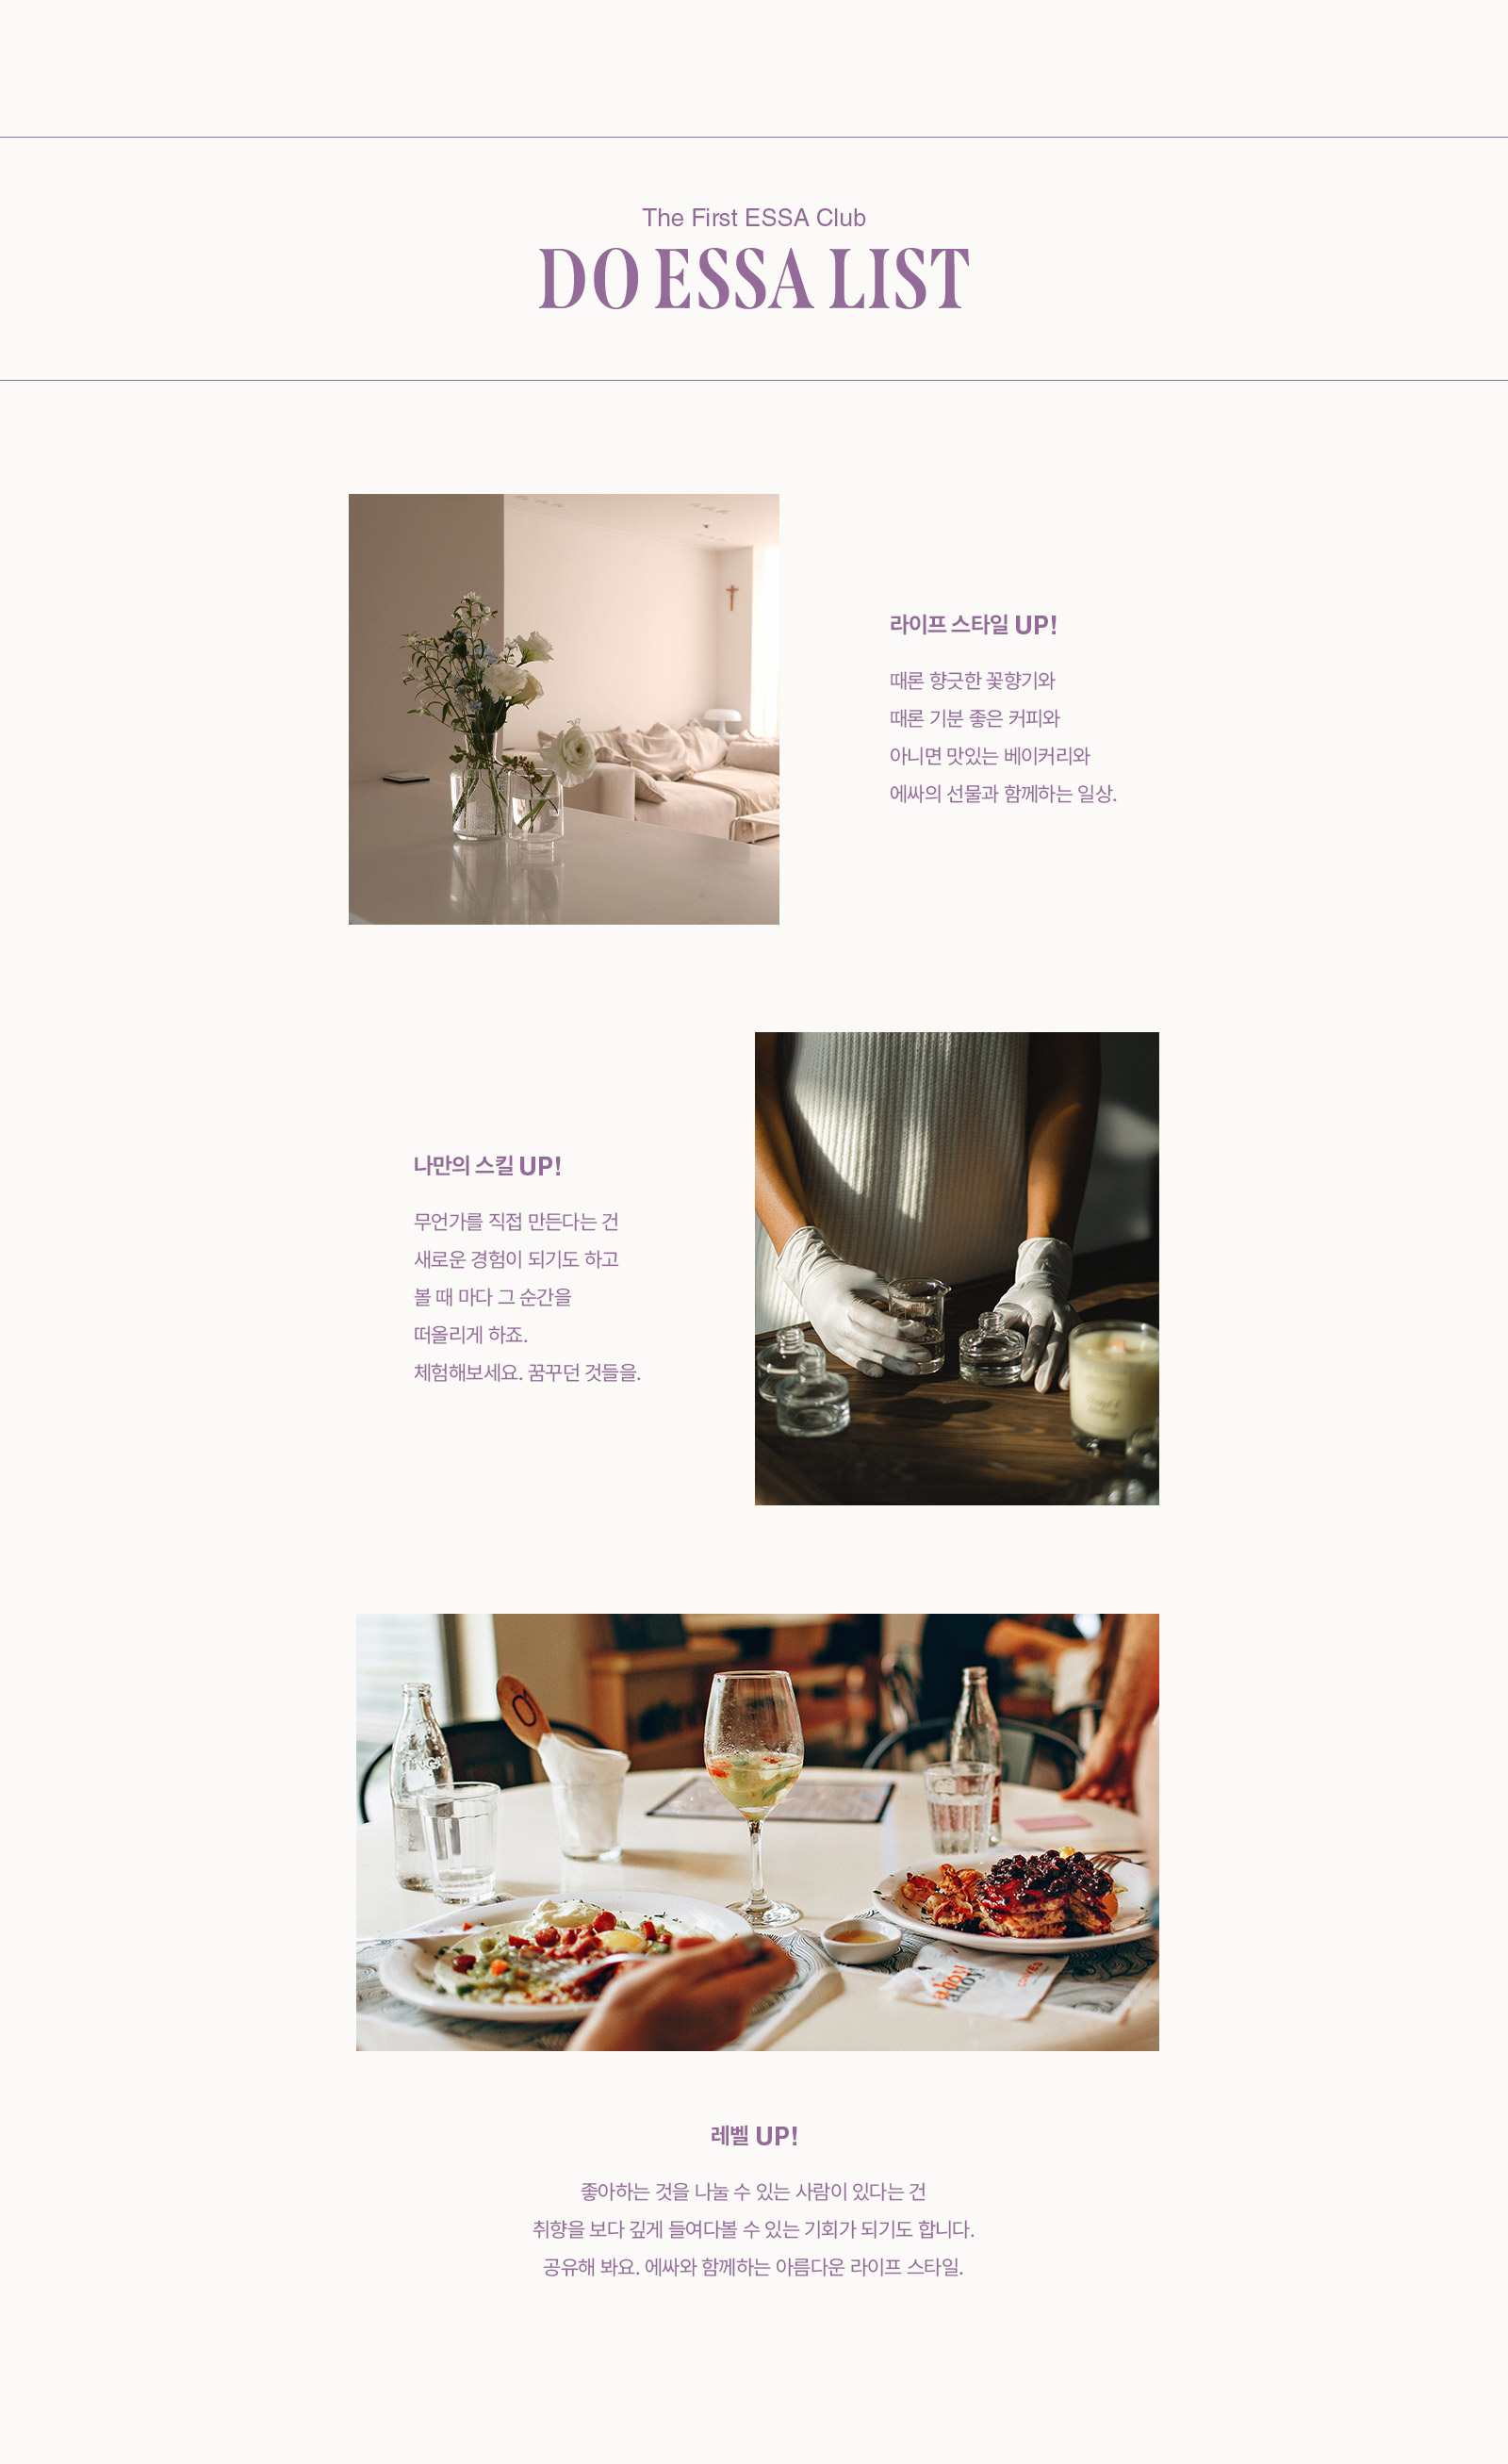 The First ESSA Club
DO ESSA LIST
라이프 스타일 UP!
때론 향긋한 꽃향기와
때론 기분 좋은 커피와
아니면 맛있는 베이커리와
에싸의 선물과 함께하는 일상.
나만의 스킬 UP!
무언가를 직접 만든다는 건
새로운 경험이 되기도 하고
볼 때 마다 그 순간을
떠올리게 하죠.
체험해보세요. 꿈꾸던 것들을.
ahoy
ahoy!
레벨 UP!
좋아하는 것을 나눌 수 있는 사람이 있다는 건
취향을 보다 깊게 들여다볼 수 있는 기회가 되기도 합니다.
공유해 봐요. 에싸와 함께하는 아름다운 라이프 스타일.